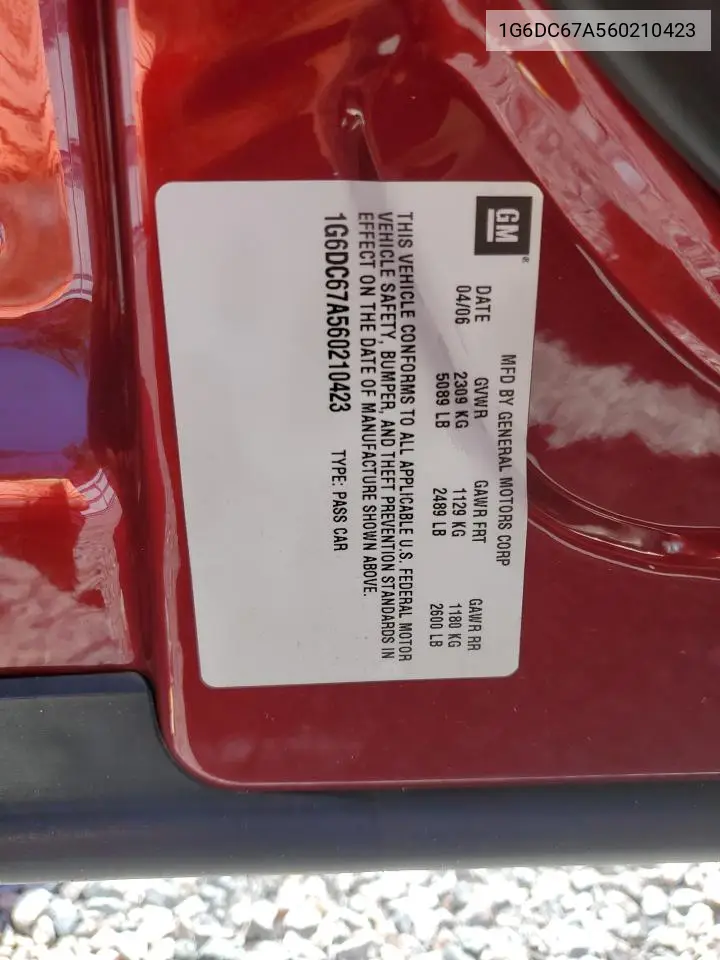 1G6DC67A560210423
GM®
MFD BY GENERAL MOTORS CORP
DATE GVWR GAWR FRT GAWR RR
04/06 2309 KG 1129 KG 1180 KG
5089 LB 2489 LB 2600 LB
THIS VEHICLE CONFORMS TO ALL APPLICABLE U.S. FEDERAL MOTOR
VEHICLE SAFETY, BUMPER, AND THEFT PREVENTION STANDARDS IN
EFFECT ON THE DATE OF MANUFACTURE SHOWN ABOVE.
1G6DC67A560210423 TYPE: PASS CAR